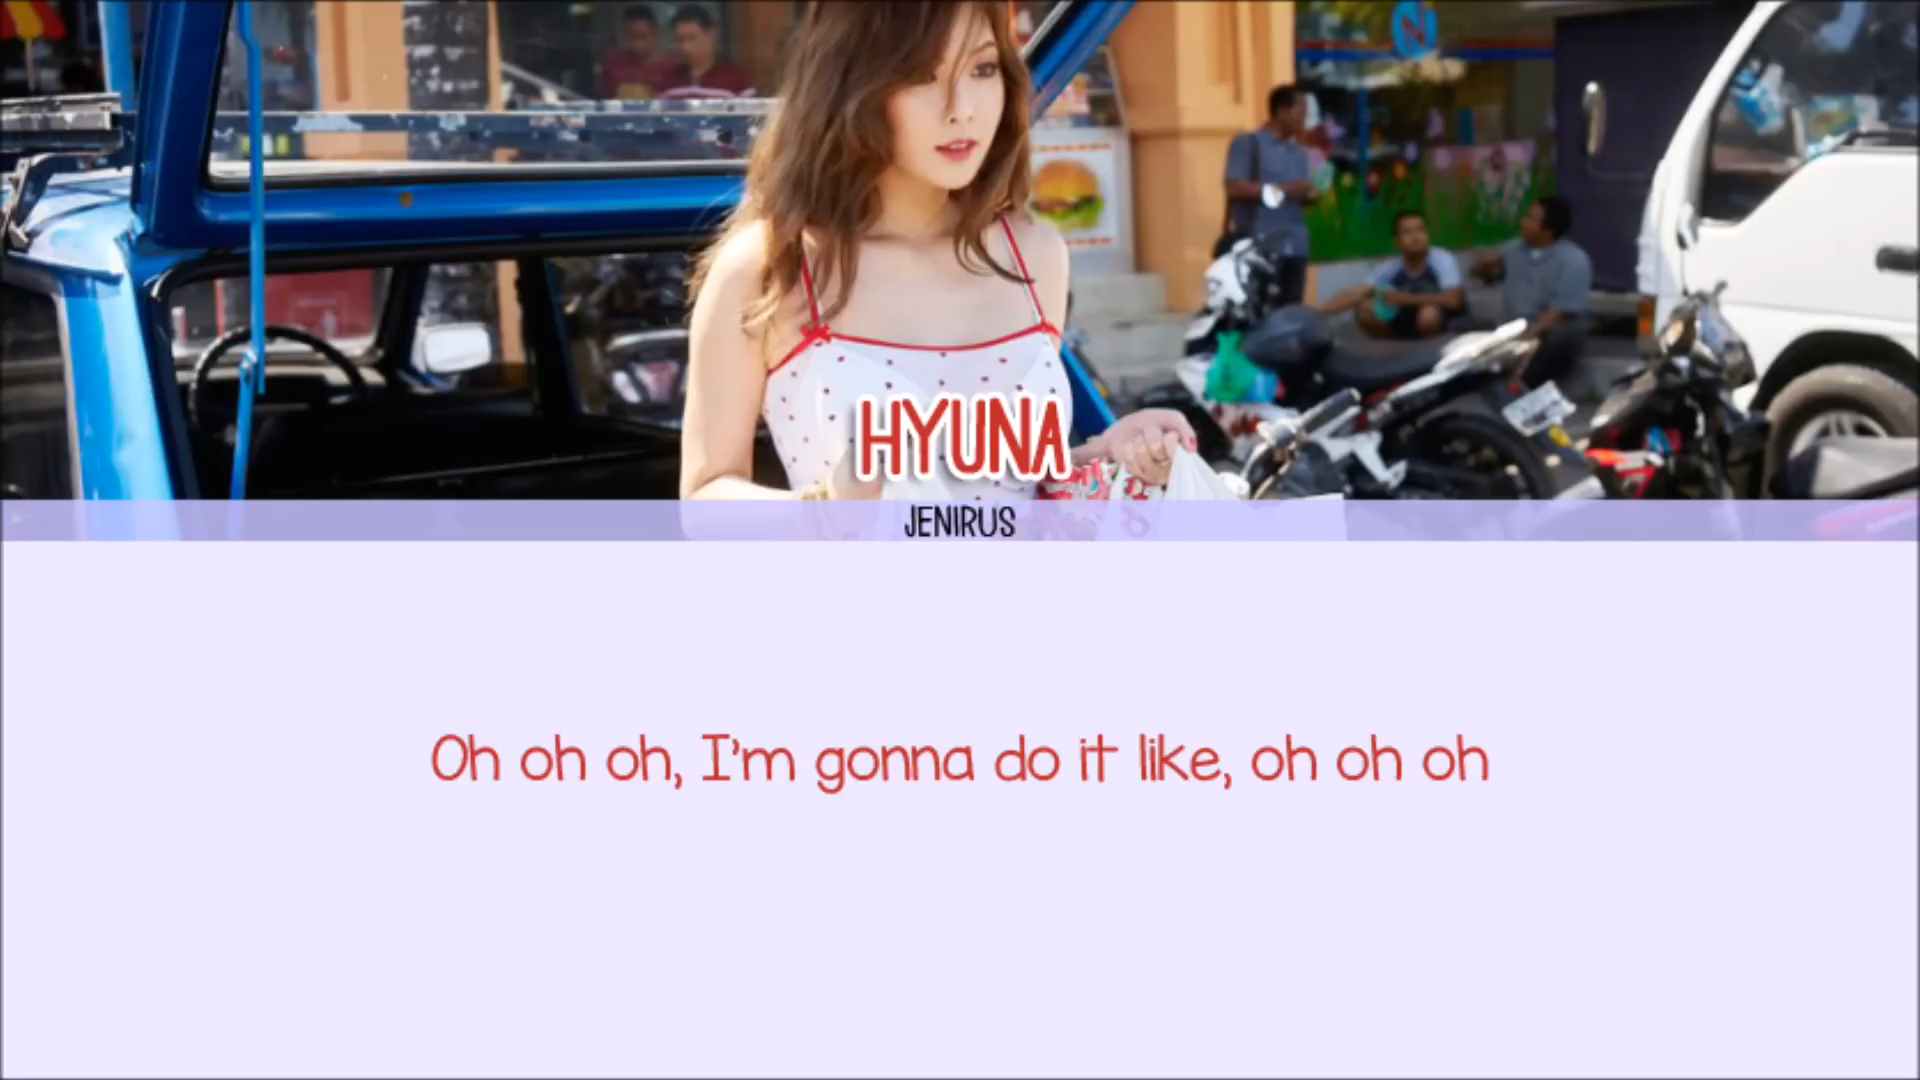 HYUNA
JENIRUS
Oh oh oh, I'm gonna do it like, oh oh oh